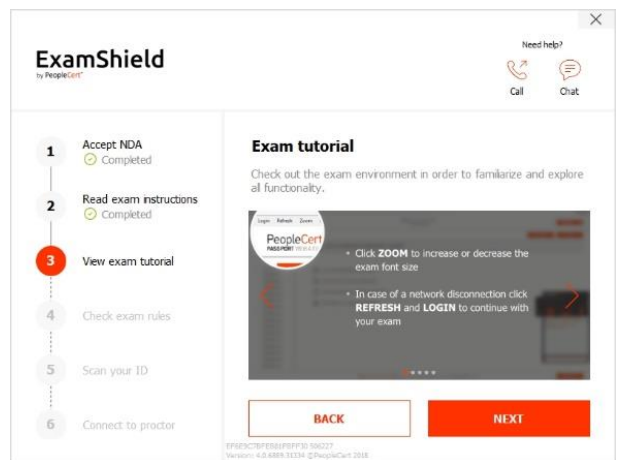 ExamShield
by PeopleCert
Need help?
Call
Chat
1
Accept NDA
Completed
2
Read exam instructions
Completed
3
View exam tutorial
4
Check exam rules
5
Scan your ID
6
Connect to proctor
Exam tutorial
Check out the exam environment in order to familiarize and explore
al functionality.
Login Refresh Zoom
PeopleCert
PASSPORT
• Click ZOOM to increase or decrease the
exam font size
• In case of a network disconnection click
REFRESH and LOGIN to continue with
your exam
BACK
NEXT
©PeopleCert 2018